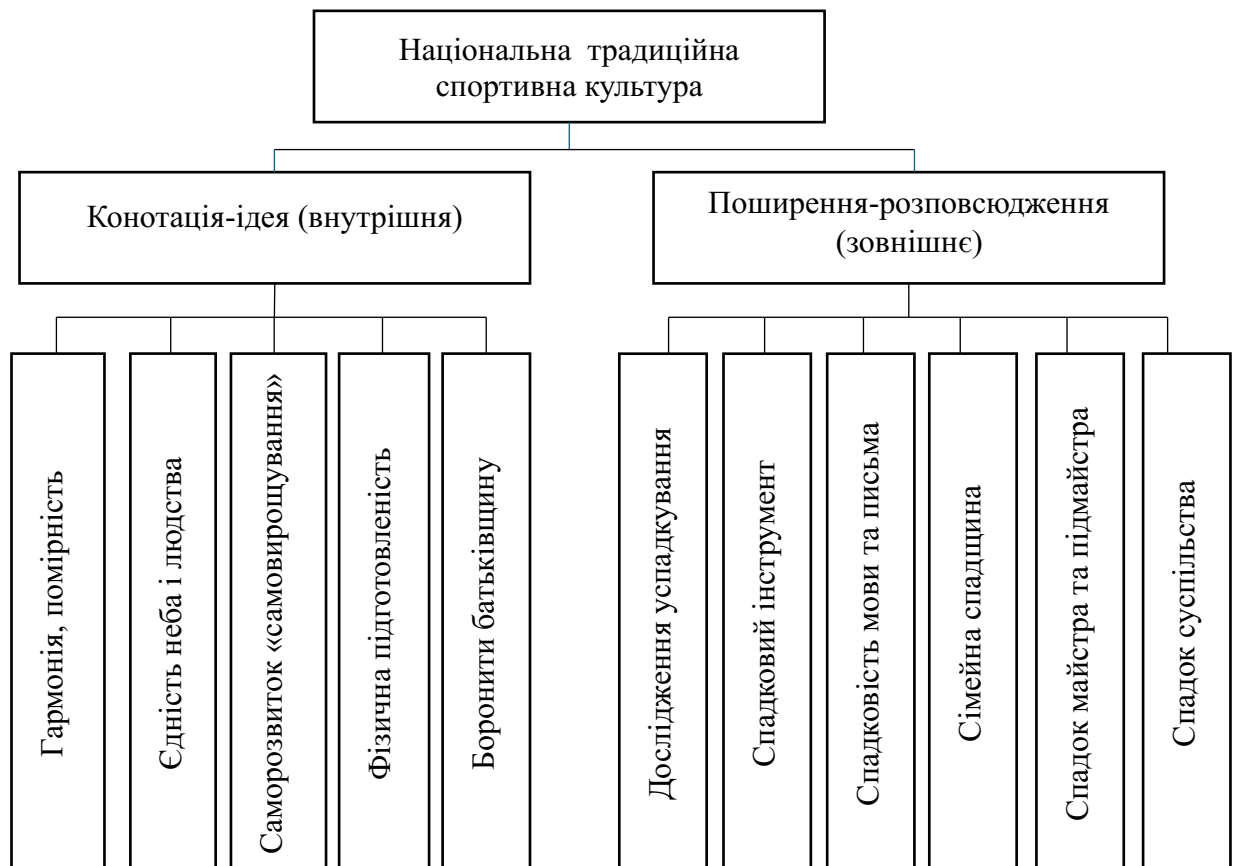 Національна традиційна
спортивна культура
Конотація-ідея (внутрішня)
Поширення-розповсюдження
(зовнішнє)
Гармонія, помірність
Єдність неба і людства
Саморозвиток «самовирощування»
Фізична підготовленість
Боронити батьківщину
Дослідження успадкування
Спадковий інструмент
Спадковість мови та письма
Сімейна спадщина
Спадок майстра та підмайстра
Спадок суспільства